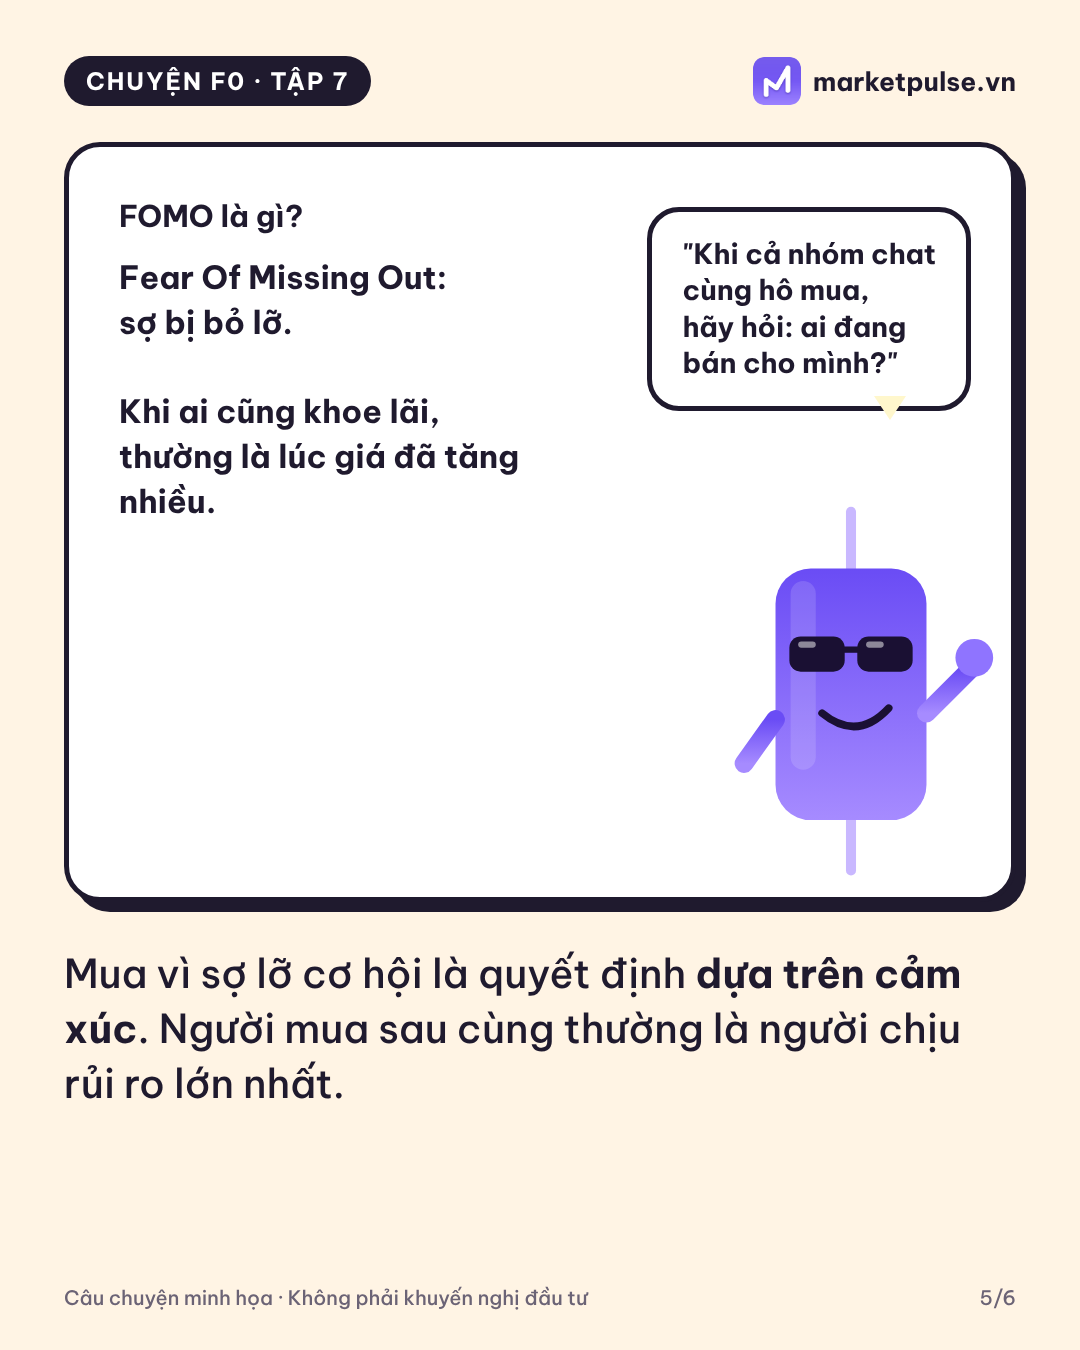 CHUYỆN F0 · TẬP 7
marketpulse.vn
FOMO là gì?
Fear Of Missing Out:
sợ bị bỏ lỡ.
Khi ai cũng khoe lãi,
thường là lúc giá đã tăng
nhiều.
"Khi cả nhóm chat
cùng hô mua,
hãy hỏi: ai đang
bán cho mình?"
Mua vì sợ lỡ cơ hội là quyết định dựa trên cảm
xúc. Người mua sau cùng thường là người chịu
rủi ro lớn nhất.
Câu chuyện minh họa · Không phải khuyến nghị đầu tư
5/6